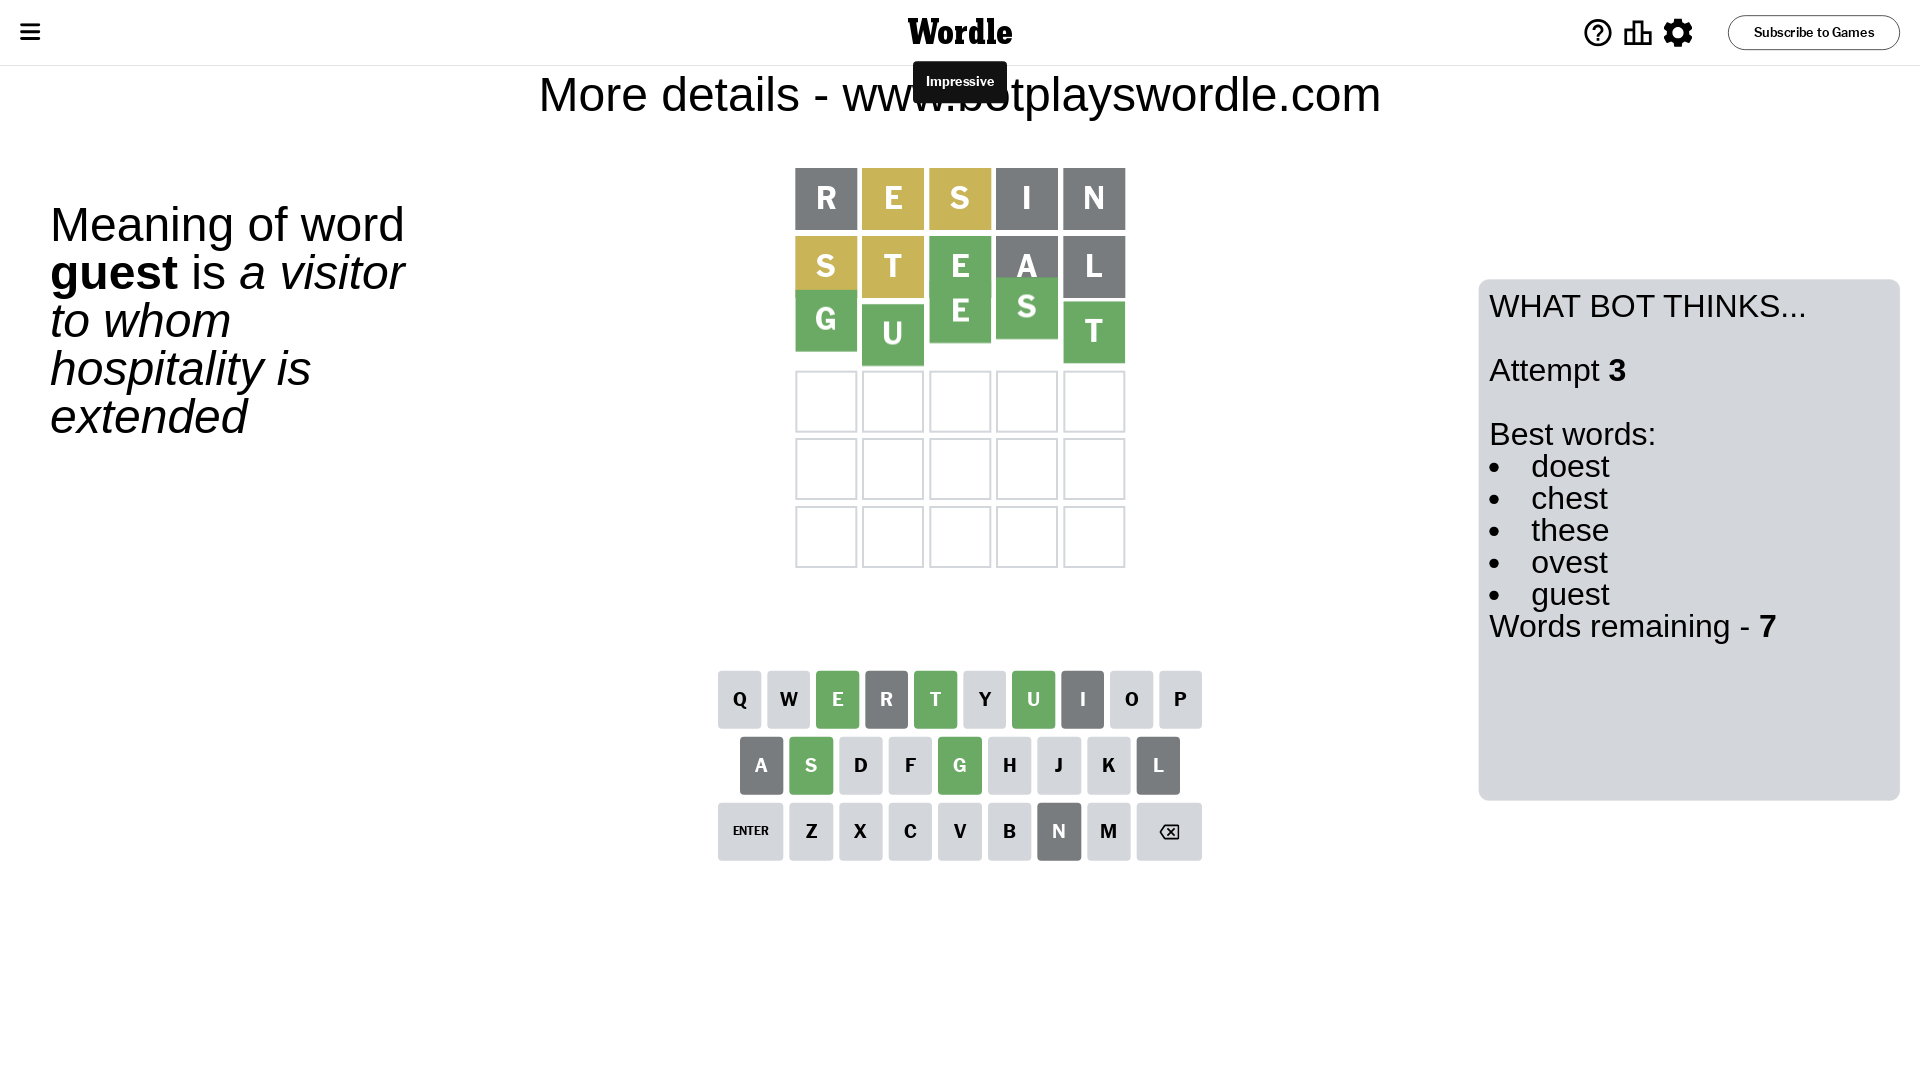 Wordle
Subscribe to Games
Impressive
More details - www.botplayswordle.com
Meaning of word
guest is a visitor
to whom
hospitality is
extended
R E S I N
S T E A L
G U E S T
WHAT BOT THINKS...
Attempt 3
Best words:
• doest
• chest
• these
• ovest
• guest
Words remaining - 7
Q W E R T Y U I O P
A S D F G H J K L
ENTER Z X C V B N M